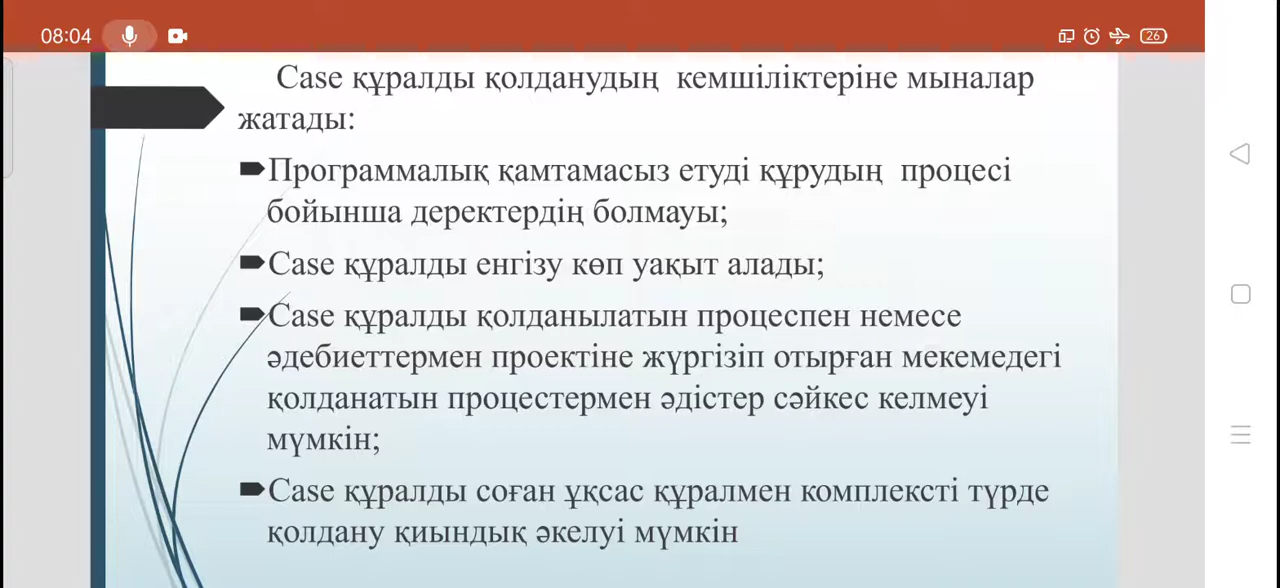 08:04
26
Case құралды қолданудың кемшіліктеріне мыналар
жатады:
Программалық қамтамасыз етуді құрудың процесі
бойынша деректердің болмауы;
Case құралды енгізу көп уақыт алады;
Case құралды қолданылатын процеспен немесе
әдебиеттермен проектіне жүргізіп отырған мекемедегі
қолданатын процестермен әдістер сәйкес келмеуі
мүмкін;
Case құралды соған ұқсас құралмен комплексті түрде
қолдану қиындық әкелуі мүмкін